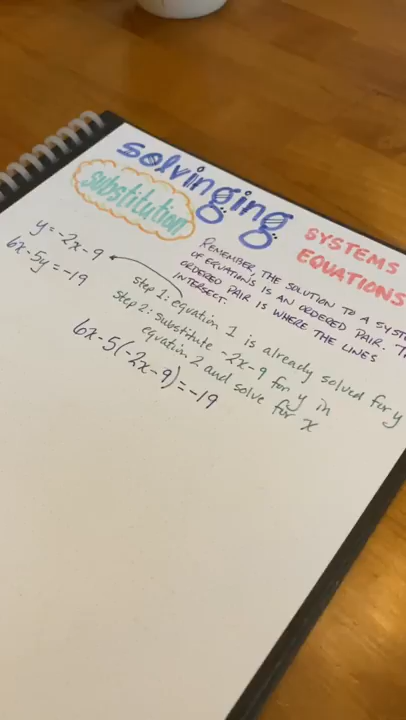 solvinging
substitution
SYSTEMS
EQUATIONS
REMEMBER, THE SOLUTION TO A
OF EQUATIONS IS AN ORDERED PAIR.
ORDERED PAIR IS WHERE THE LINES
INTERSECT.
y=-2x-9
6x-5y=-19
Step 1: equation 1 is already solved for y
Step 2: substitute -2x-9 for y in
equation 2 and solve for x
6x-5(-2x-9)=-19